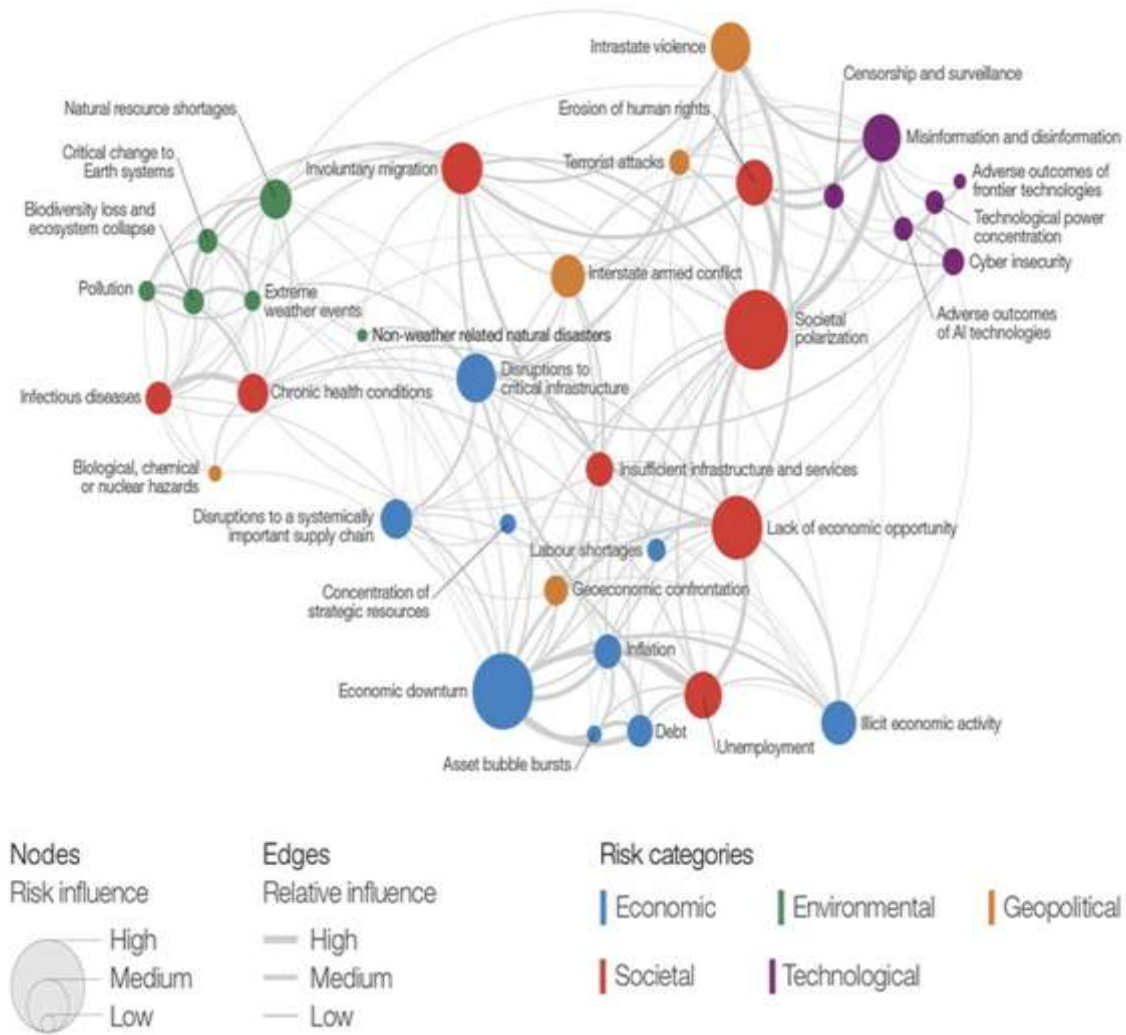 Intrastate violence
Censorship and surveillance
Natural resource shortages
Erosion of human rights
Misinformation and disinformation
Critical change to
Earth systems
Involuntary migration
Terrorist attacks
Adverse outcomes of
frontier technologies
Biodiversity loss and
ecosystem collapse
Technological power
concentration
Cyber insecurity
Pollution
Extreme
weather events
Interstate armed conflict
Adverse outcomes
of AI technologies
Societal
polarization
Non-weather related natural disasters
Disruptions to
critical infrastructure
Infectious diseases
Chronic health conditions
Biological, chemical
or nuclear hazards
Insufficient infrastructure and services
Disruptions to a systemically
important supply chain
Lack of economic opportunity
Labour shortages
Concentration of
strategic resources
Geoeconomic confrontation
Inflation
Economic downturn
Illicit economic activity
Debt
Unemployment
Asset bubble bursts
Nodes
Risk influence
High
Medium
Low
Edges
Relative influence
High
Medium
Low
Risk categories
Economic
Environmental
Geopolitical
Societal
Technological